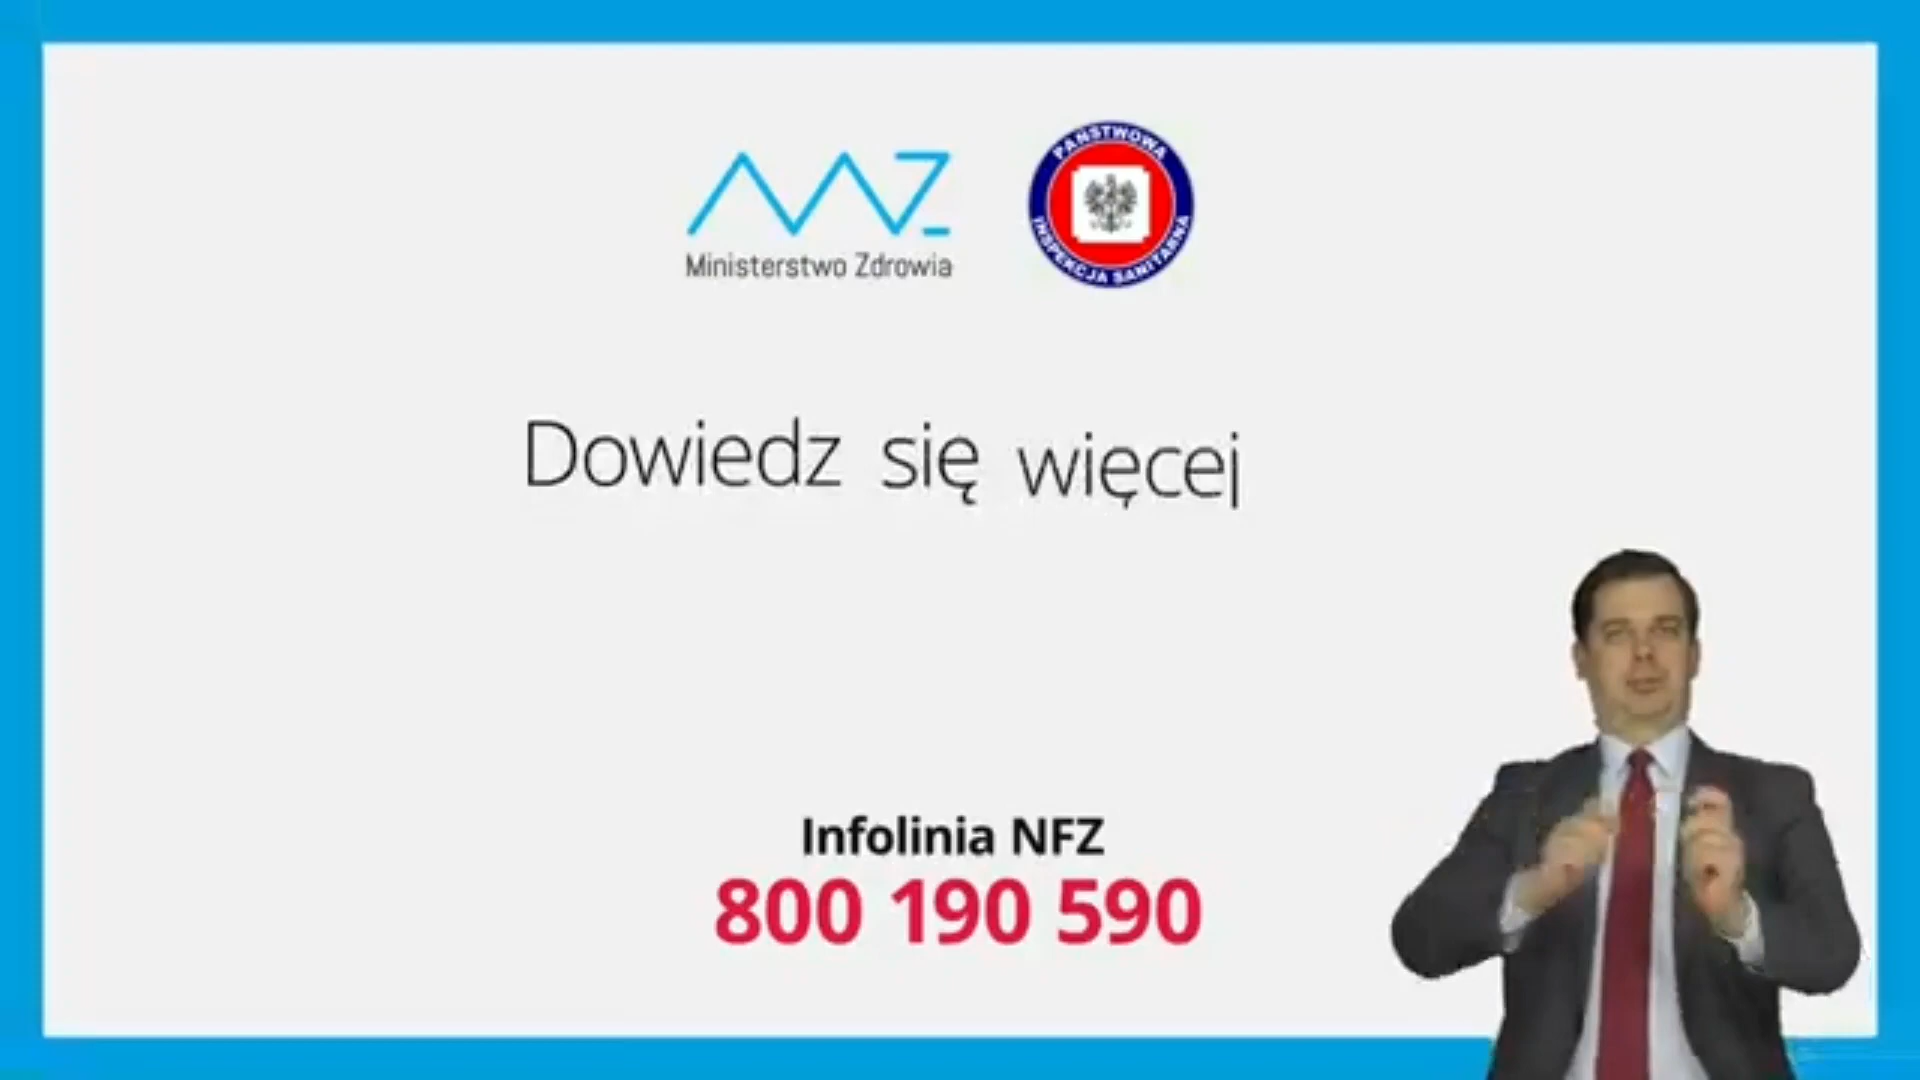 Ministerstwo Zdrowia
PAŃSTWOWA
INSPEKCJA SANITARNA
Dowiedz się więcej
Infolinia NFZ
800 190 590